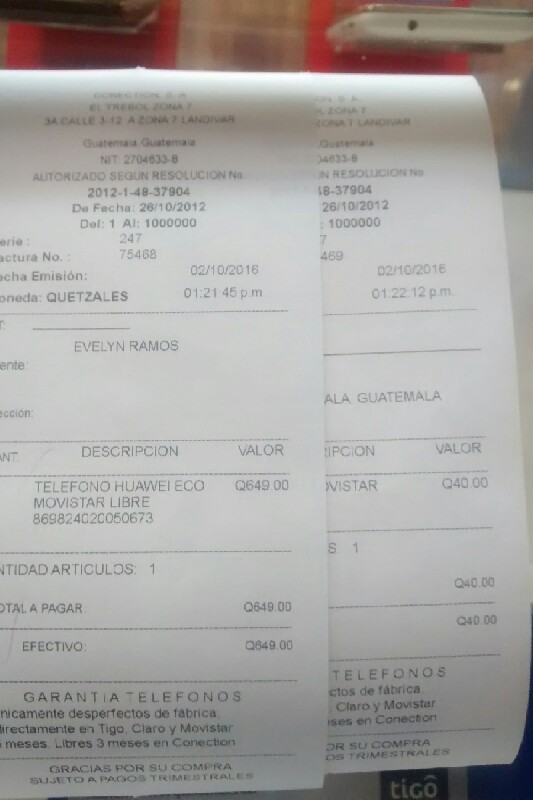 CONECTION, S. A.
EL TREBOL ZONA 7
3A CALLE 3-12 A ZONA 7 LANDIVAR
Guatemala, Guatemala
NIT: 2704633-8
AUTORIZADO SEGUN RESOLUCION No.
2012-1-48-37904
De Fecha: 26/10/2012
Del: 1 Al: 1000000
erie : 247
actura No. : 75468
echa Emisión: 02/10/2016
oneda: QUETZALES 01:21:45 p.m.
T:
EVELYN RAMOS
ente:
ección:
ANT. DESCRIPCION VALOR
TELEFONO HUAWEI ECO Q649.00
MOVISTAR LIBRE
869824020050673
NTIDAD ARTICULOS: 1
OTAL A PAGAR: Q649.00
EFECTIVO: Q649.00
GARANTIA TELEFONOS
nicamente desperfectos de fábrica.
directamente en Tigo, Claro y Movistar
meses. Libres 3 meses en Conection
GRACIAS POR SU COMPRA
SUJETO A PAGOS TRIMESTRALES
ON, S. A.
L ZONA 7
ZONA 7 LANDIVAR
Guatemala
04633-8
UN RESOLUCION No.
48-37904
26/10/2012
: 1000000
7
469
02/10/2016
01:22:12 p.m.
ALA, GUATEMALA
RIPCION VALOR
OVISTAR Q40.00
S: 1
Q40.00
Q40.00
TELEFONOS
ctos de fábrica.
, Claro y Movistar
ses en Conection
OR SU COMPRA
OS TRIMESTRALES
tiGO